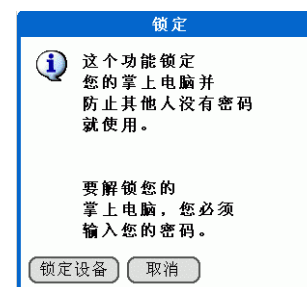 锁定
这个功能锁定
您的掌上电脑并
防止其他人没有密码
就使用。
要解锁您的
掌上电脑，您必须
输入您的密码。
锁定设备 取消